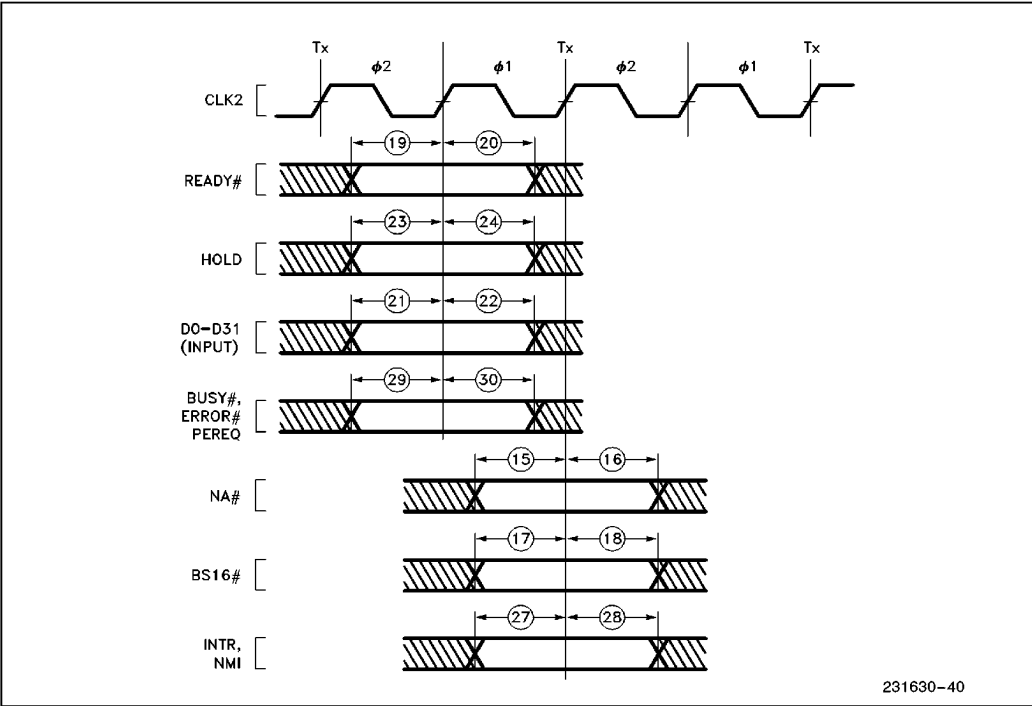 Tx Tx Tx
φ2 φ1 φ2 φ1
CLK2
19 20
READY#
23 24
HOLD
21 22
D0–D31
(INPUT)
29 30
BUSY#,
ERROR#
PEREQ
15 16
NA#
17 18
BS16#
27 28
INTR,
NMI
231630–40